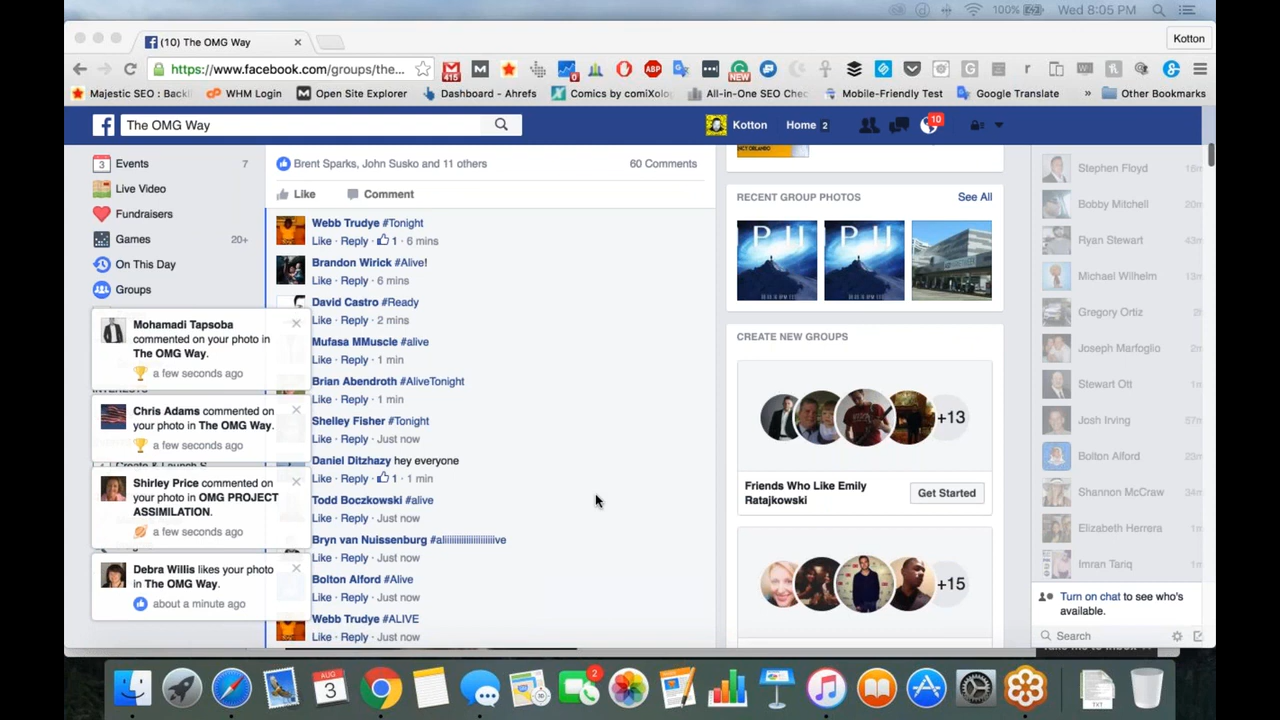 100% Wed 8:05 PM
(10) The OMG Way
Kotton
https://www.facebook.com/groups/the...
415
NEW
Majestic SEO : Backl
WHM Login
Open Site Explorer
Dashboard - Ahrefs
Comics by comiXolo
All-in-One SEO Chec
Mobile-Friendly Test
Google Translate
» Other Bookmarks
The OMG Way
Kotton
Home 2
10
Events 7
Live Video
Fundraisers
Games 20+
On This Day
Groups
Mohamadi Tapsoba
commented on your photo in
The OMG Way.
a few seconds ago
Chris Adams commented on
your photo in The OMG Way.
a few seconds ago
Shirley Price commented on
your photo in OMG PROJECT
ASSIMILATION.
a few seconds ago
Debra Willis likes your photo
in The OMG Way.
about a minute ago
Brent Sparks, John Susko and 11 others
60 Comments
Like Comment
Webb Trudye #Tonight
Like · Reply · 1 · 6 mins
Brandon Wirick #Alive!
Like · Reply · 6 mins
David Castro #Ready
Like · Reply · 2 mins
Mufasa MMuscle #alive
Like · Reply · 1 min
Brian Abendroth #AliveTonight
Like · Reply · 1 min
Shelley Fisher #Tonight
Like · Reply · Just now
Daniel Ditzhazy hey everyone
Like · Reply · 1 · 1 min
Todd Boczkowski #alive
Like · Reply · Just now
Bryn van Nuissenburg #aliiiiiiiiiiiiiiiiiiive
Like · Reply · Just now
Bolton Alford #Alive
Like · Reply · Just now
Webb Trudye #ALIVE
Like · Reply · Just now
RECENT GROUP PHOTOS
See All
CREATE NEW GROUPS
+13
Friends Who Like Emily
Ratajkowski
Get Started
+15
Stephen Floyd
Bobby Mitchell
Ryan Stewart
Michael Wilhelm
Gregory Ortiz
Joseph Marfoglio
Stewart Ott
Josh Irving
Bolton Alford
Shannon McCraw
Elizabeth Herrera
Imran Tariq
Turn on chat to see who's
available.
Search
AUG
3
2
TXT